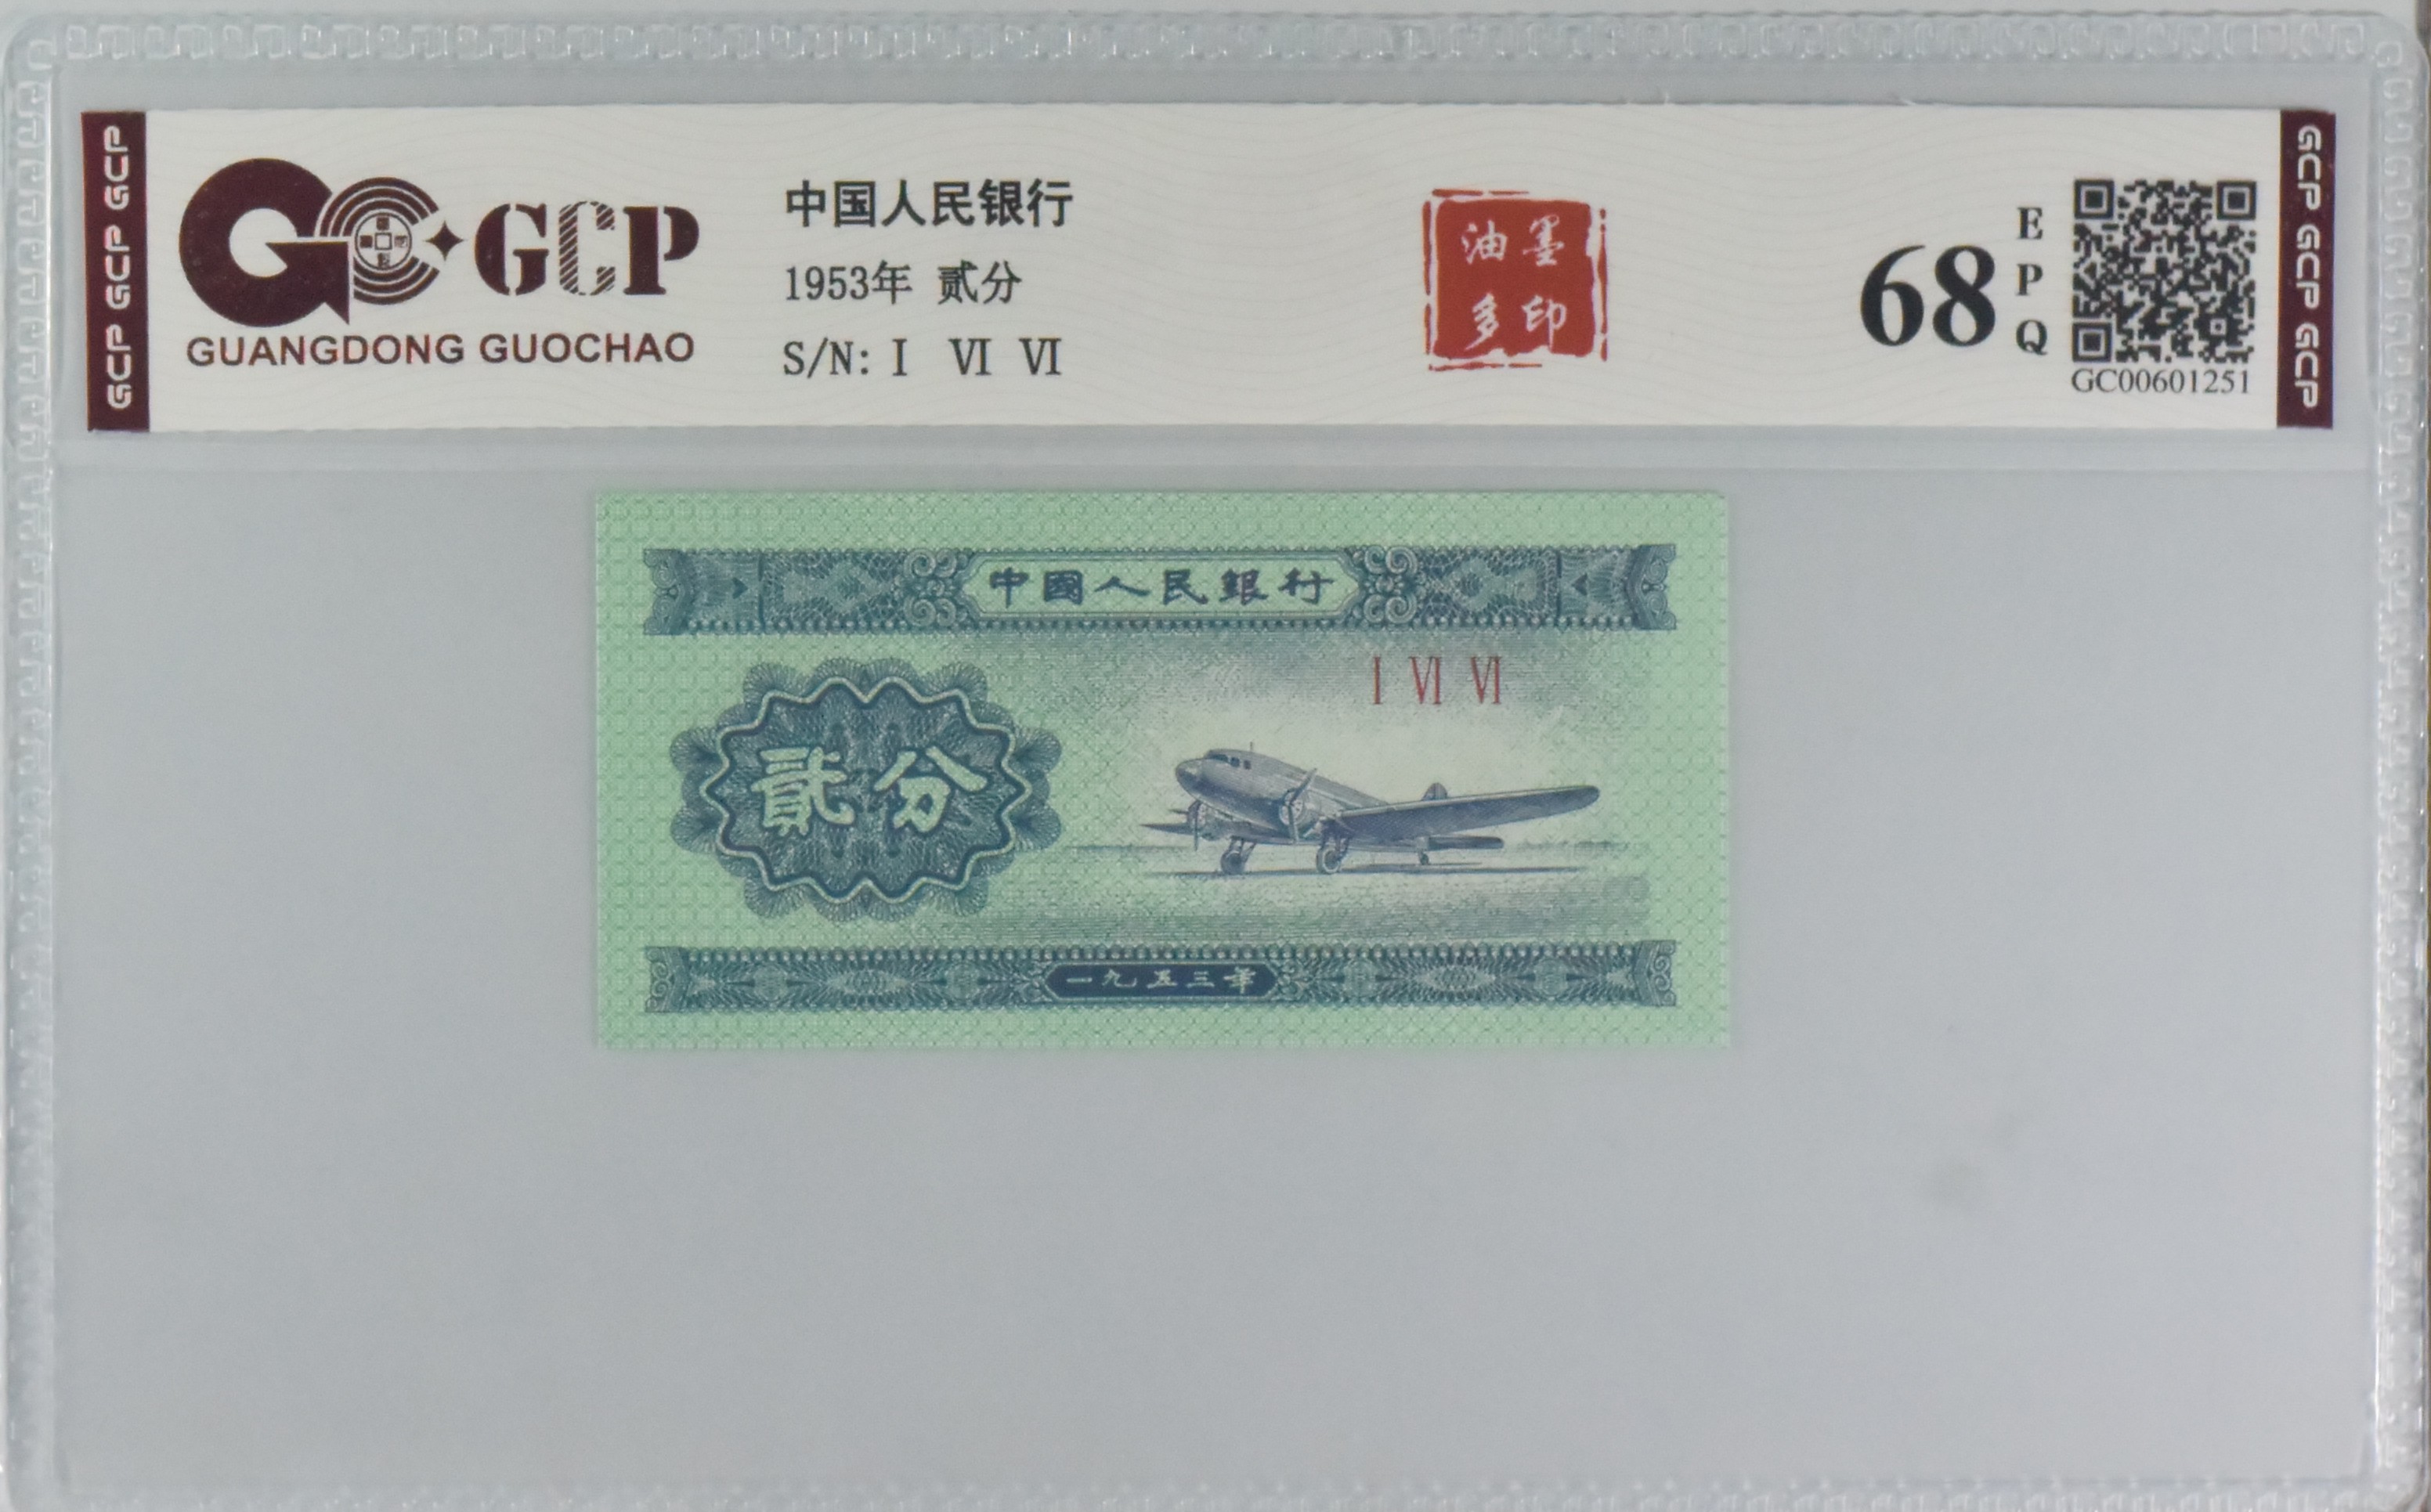 GCP GCP GCP
GCP
GUANGDONG GUOCHAO
中国人民银行
1953年 贰分
S/N: Ⅰ Ⅵ Ⅵ
油墨
多印
68
EPQ
GC00601251
GCP GCP GCP
中國人民銀行
Ⅰ Ⅵ Ⅵ
貳分
一九五三年